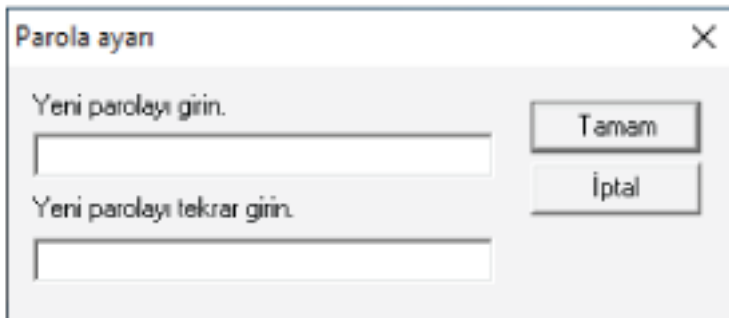 Parola ayarı
Yeni parolayı girin.
Tamam
İptal
Yeni parolayı tekrar girin.